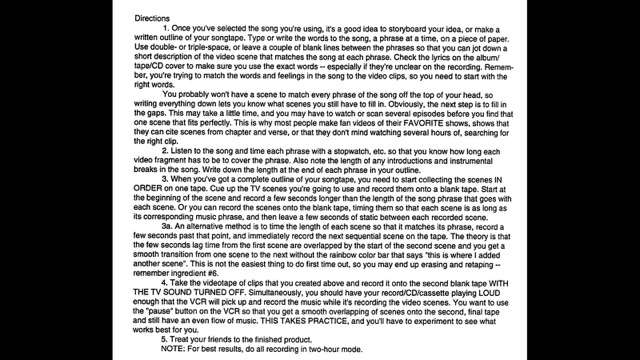 Directions
1. Once you've selected the song you're using, it's a good idea to storyboard your idea, or make a
written outline of your songtape. Type or write the words to the song, a phrase at a time, on a piece of paper.
Use double- or triple-space, or leave a couple of blank lines between the phrases so that you can jot down a
short description of the video scene that matches the song at each phrase. Check the lyrics on the album/
tape/CD cover to make sure you use the exact words -- especially if they're unclear on the recording. Remem-
ber, you're trying to match the words and feelings in the song to the video clips, so you need to start with the
right words.
You probably won't have a scene to match every phrase of the song off the top of your head, so
writing everything down lets you know what scenes you still have to fill in. Obviously, the next step is to fill in
the gaps. This may take a little time, and you may have to watch or scan several episodes before you find that
one scene that fits perfectly. This is why most people make fan videos of their FAVORITE shows, shows that
they can cite scenes from chapter and verse, or that they don't mind watching several hours of, searching for
the right clip.
2. Listen to the song and time each phrase with a stopwatch, etc. so that you know how long each
video fragment has to be to cover the phrase. Also note the length of any introductions and instrumental
breaks in the song. Write down the length at the end of each phrase in your outline.
3. When you've got a complete outline of your songtape, you need to start collecting the scenes IN
ORDER on one tape. Cue up the TV scenes you're going to use and record them onto a blank tape. Start at
the beginning of the scene and record a few seconds longer than the length of the song phrase that goes with
each scene. Or you can record the scenes onto the blank tape, timing them so that each scene is as long as
its corresponding music phrase, and then leave a few seconds of static between each recorded scene.
3a. An alternative method is to time the length of each scene so that it matches its phrase, record a
few seconds past that point, and immediately record the next sequential scene on the tape. The theory is that
the few seconds lag time from the first scene are overlapped by the start of the second scene and you get a
smooth transition from one scene to the next without the rainbow color bar that says "this is where I added
another scene". This is not the easiest thing to do first time out, so you may end up erasing and retaping --
remember ingredient #6.
4. Take the videotape of clips that you created above and record it onto the second blank tape WITH
THE TV SOUND TURNED OFF. Simultaneously, you should have your record/CD/cassette playing LOUD
enough that the VCR will pick up and record the music while it's recording the video scenes. You want to use
the "pause" button on the VCR so that you get a smooth overlapping of scenes onto the second, final tape
and still have an even flow of music. THIS TAKES PRACTICE, and you'll have to experiment to see what
works best for you.
5. Treat your friends to the finished product.
NOTE: For best results, do all recording in two-hour mode.